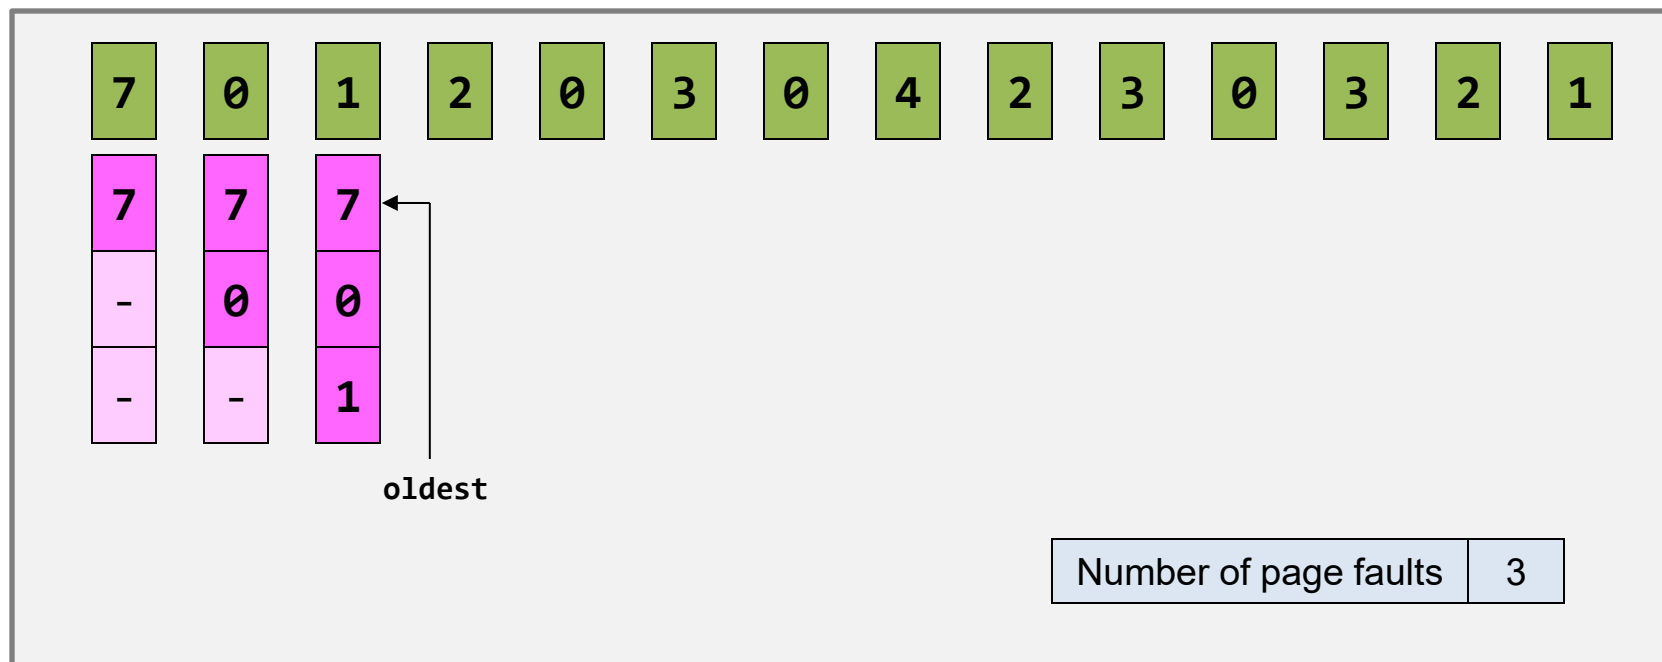 7 0 1 2 0 3 0 4 2 3 0 3 2 1
7 7 7
- 0 0
- - 1
oldest
Number of page faults 3